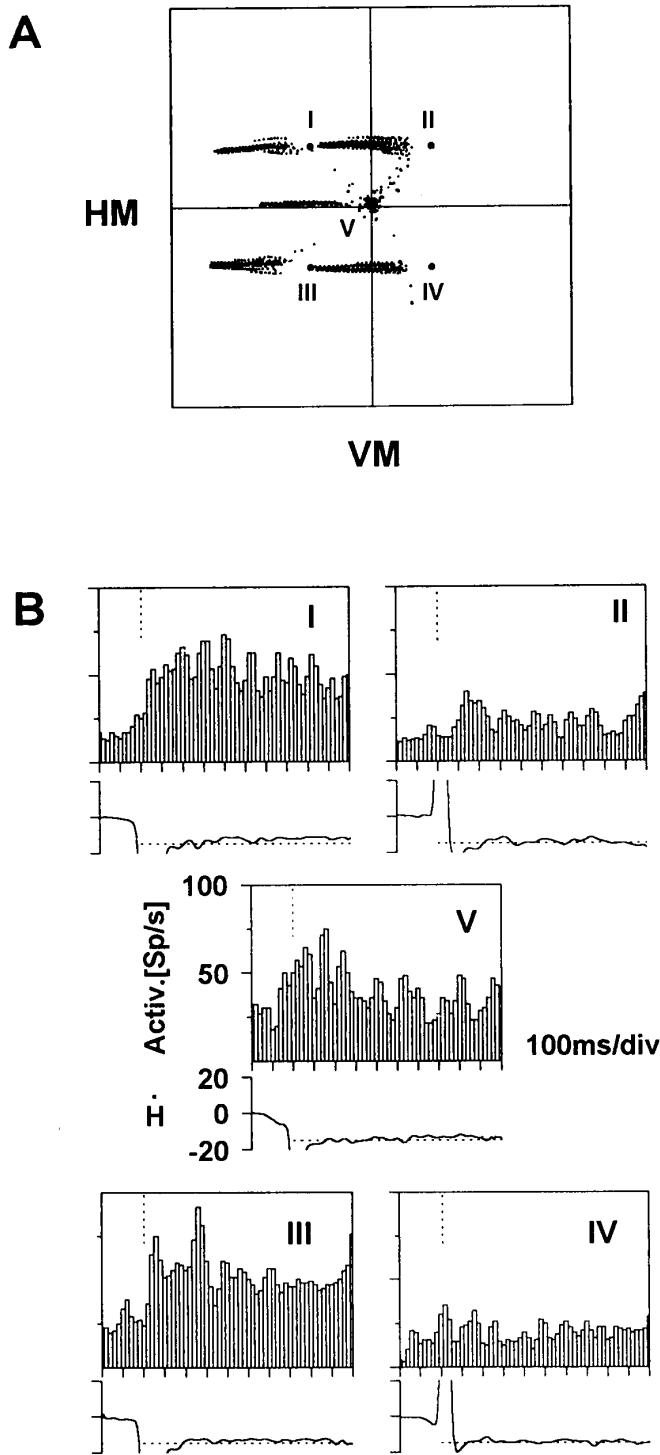 A
I
II
HM
V
III
IV
VM
B
I
II
100
50
Activ.[Sp/s]
V
100ms/div
20
0
-20
Ḣ
III
IV